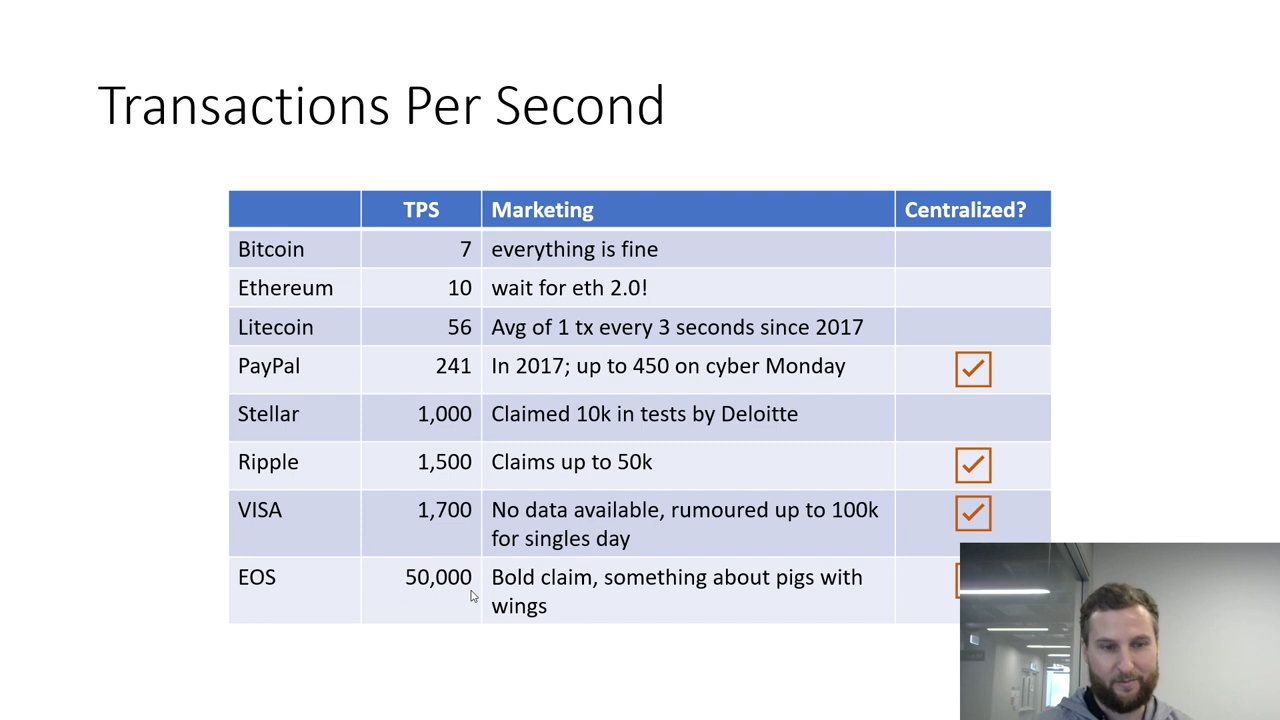 Transactions Per Second
TPS Marketing Centralized?
Bitcoin 7 everything is fine
Ethereum 10 wait for eth 2.0!
Litecoin 56 Avg of 1 tx every 3 seconds since 2017
PayPal 241 In 2017; up to 450 on cyber Monday
Stellar 1,000 Claimed 10k in tests by Deloitte
Ripple 1,500 Claims up to 50k
VISA 1,700 No data available, rumoured up to 100k
for singles day
EOS 50,000 Bold claim, something about pigs with
wings